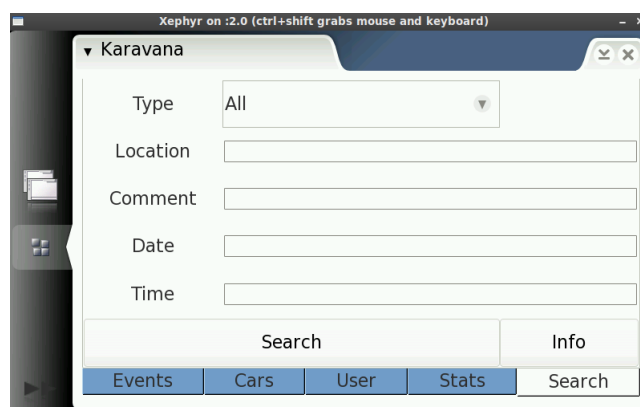 Xephyr on :2.0 (ctrl+shift grabs mouse and keyboard)
Karavana
Type All
Location
Comment
Date
Time
Search Info
Events Cars User Stats Search